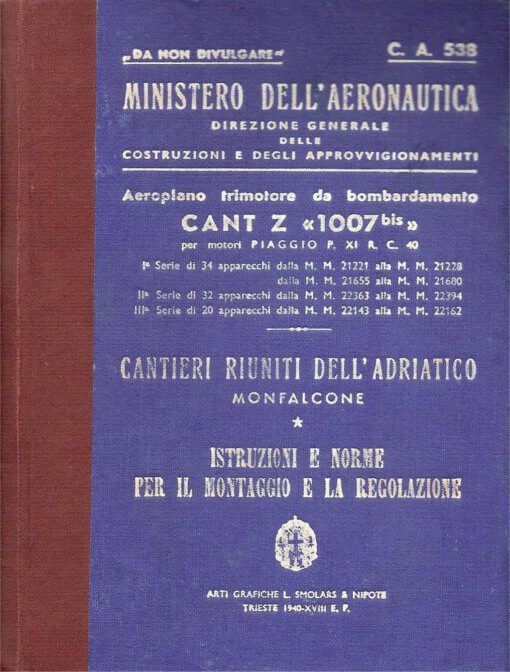 „DA NON DIVULGARE"
C. A. 538
MINISTERO DELL'AERONAUTICA
DIREZIONE GENERALE
DELLE
COSTRUZIONI E DEGLI APPROVVIGIONAMENTI
Aeroplano trimotore da bombardamento
CANT Z «1007bis»
per motori PIAGGIO P. XI R. C. 40
Iª Serie di 34 apparecchi dalla M. M. 21221 alla M. M. 21228
dalla M. M. 21655 alla M. M. 21680
IIª Serie di 32 apparecchi dalla M. M. 22363 alla M. M. 22394
IIIª Serie di 20 apparecchi dalla M. M. 22143 alla M. M. 22162
CANTIERI RIUNITI DELL'ADRIATICO
MONFALCONE
ISTRUZIONI E NORME
PER IL MONTAGGIO E LA REGOLAZIONE
ARTI GRAFICHE L. SMOLARS & NIPOTE
TRIESTE 1940-XVIII E. F.